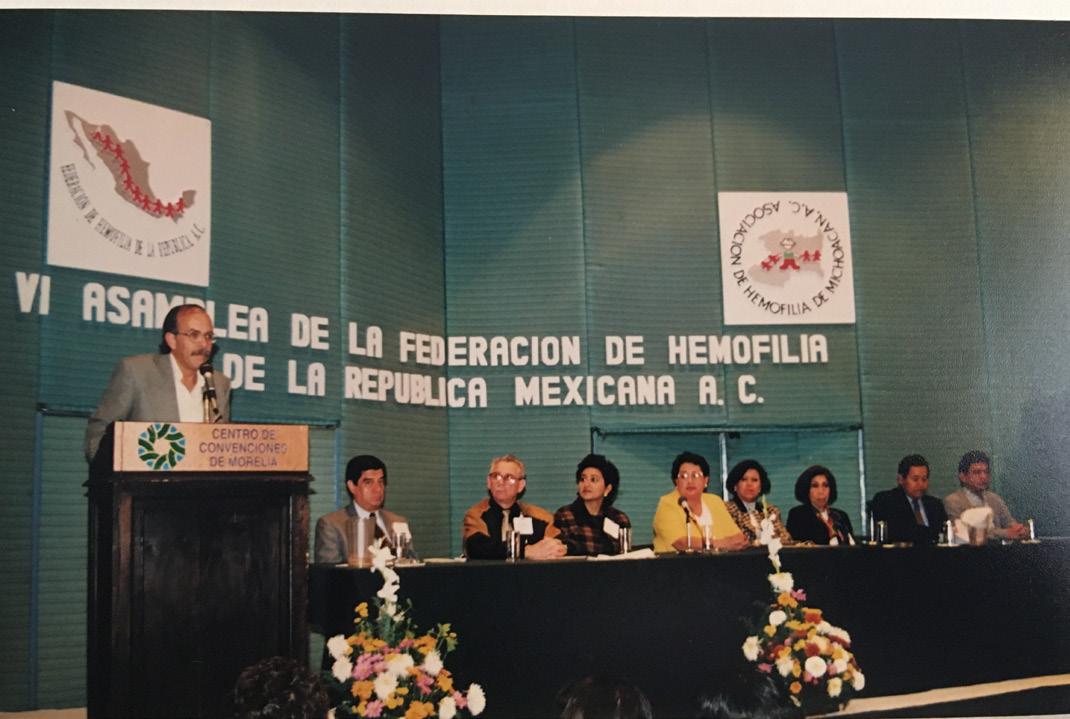 FEDERACION DE HEMOFILIA DE LA REPUBLICA, A.C.
ASOCIACION DE HEMOFILIA DE MICHOACAN, A.C.
VI ASAMBLEA DE LA FEDERACION DE HEMOFILIA
DE LA REPUBLICA MEXICANA A. C.
CENTRO DE
CONVENCIONES
DE MORELIA